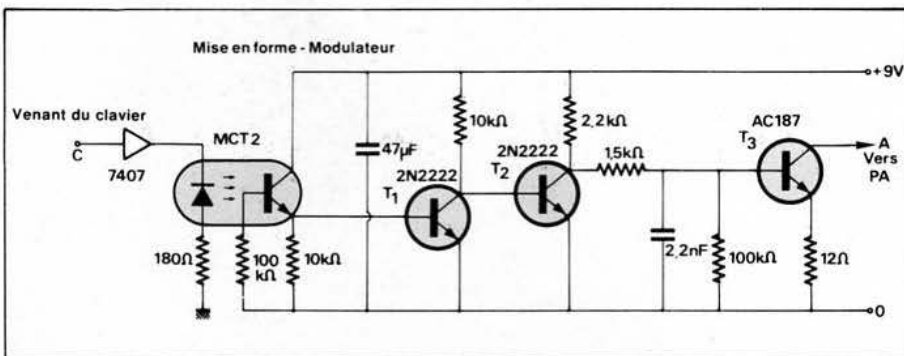 Mise en forme - Modulateur
+9V
Venant du clavier
C
7407
MCT2
47µF
10kΩ
2,2kΩ
AC187
T3
A
Vers
PA
2N2222
T1
2N2222
T2
1,5kΩ
180Ω
100
kΩ
10kΩ
2,2nF
100kΩ
12Ω
0